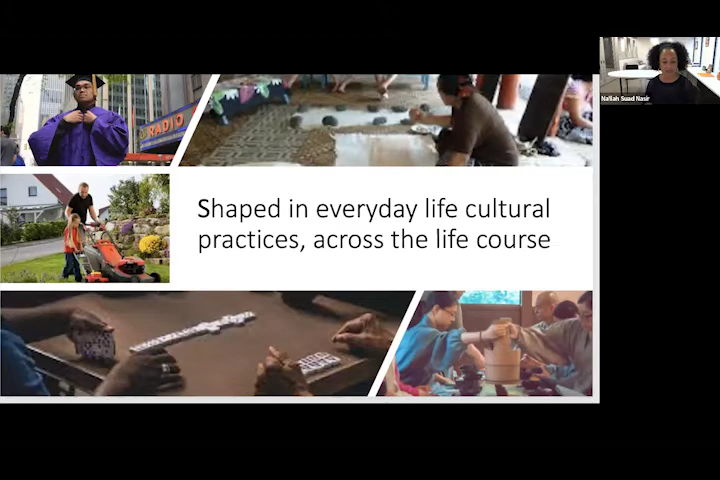 RADIO
Na'ilah Suad Nasir
Shaped in everyday life cultural
practices, across the life course